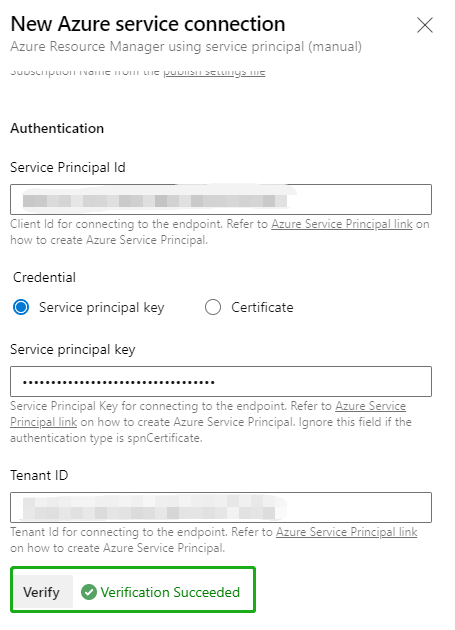 New Azure service connection
Azure Resource Manager using service principal (manual)
Subscription Name from the publish settings file
Authentication
Service Principal Id
Client Id for connecting to the endpoint. Refer to Azure Service Principal link on
how to create Azure Service Principal.
Credential
Service principal key
Certificate
Service principal key
••••••••••••••••••••••••••••••••••
Service Principal Key for connecting to the endpoint. Refer to Azure Service
Principal link on how to create Azure Service Principal. Ignore this field if the
authentication type is spnCertificate.
Tenant ID
Tenant Id for connecting to the endpoint. Refer to Azure Service Principal link
on how to create Azure Service Principal.
Verify
Verification Succeeded